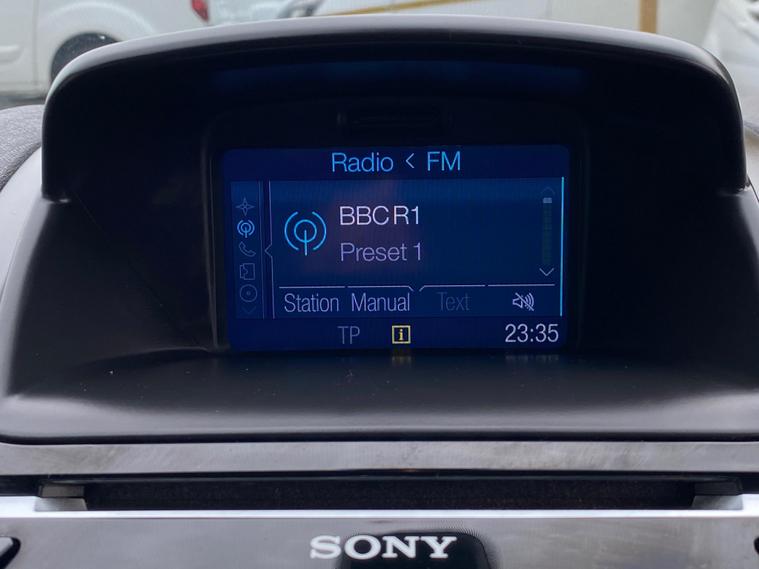 Radio < FM
BBC R1
Preset 1
Station Manual Text
TP i 23:35
SONY